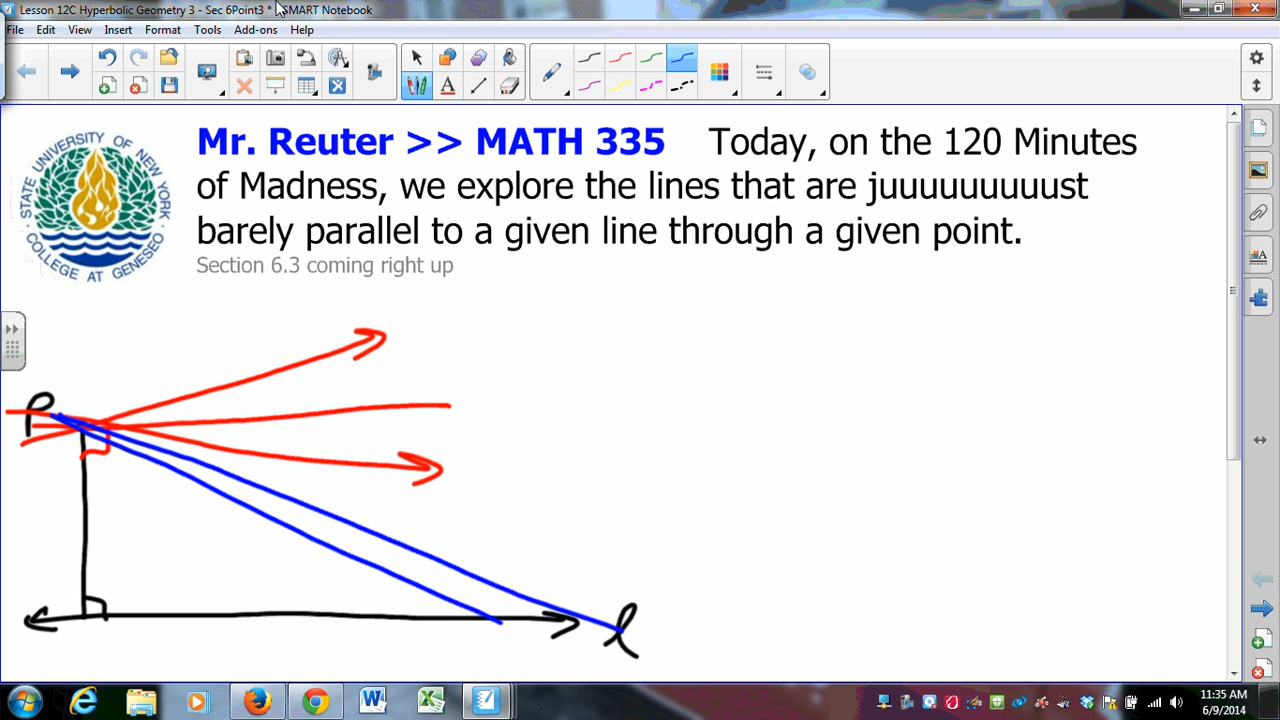 Lesson 12C Hyperbolic Geometry 3 - Sec 6Point3 * - SMART Notebook
File Edit View Insert Format Tools Add-ons Help
STATE UNIVERSITY OF NEW YORK
COLLEGE AT GENESEO
Mr. Reuter >> MATH 335 Today, on the 120 Minutes
of Madness, we explore the lines that are juuuuuuuuust
barely parallel to a given line through a given point.
Section 6.3 coming right up
P
l
11:35 AM
6/9/2014